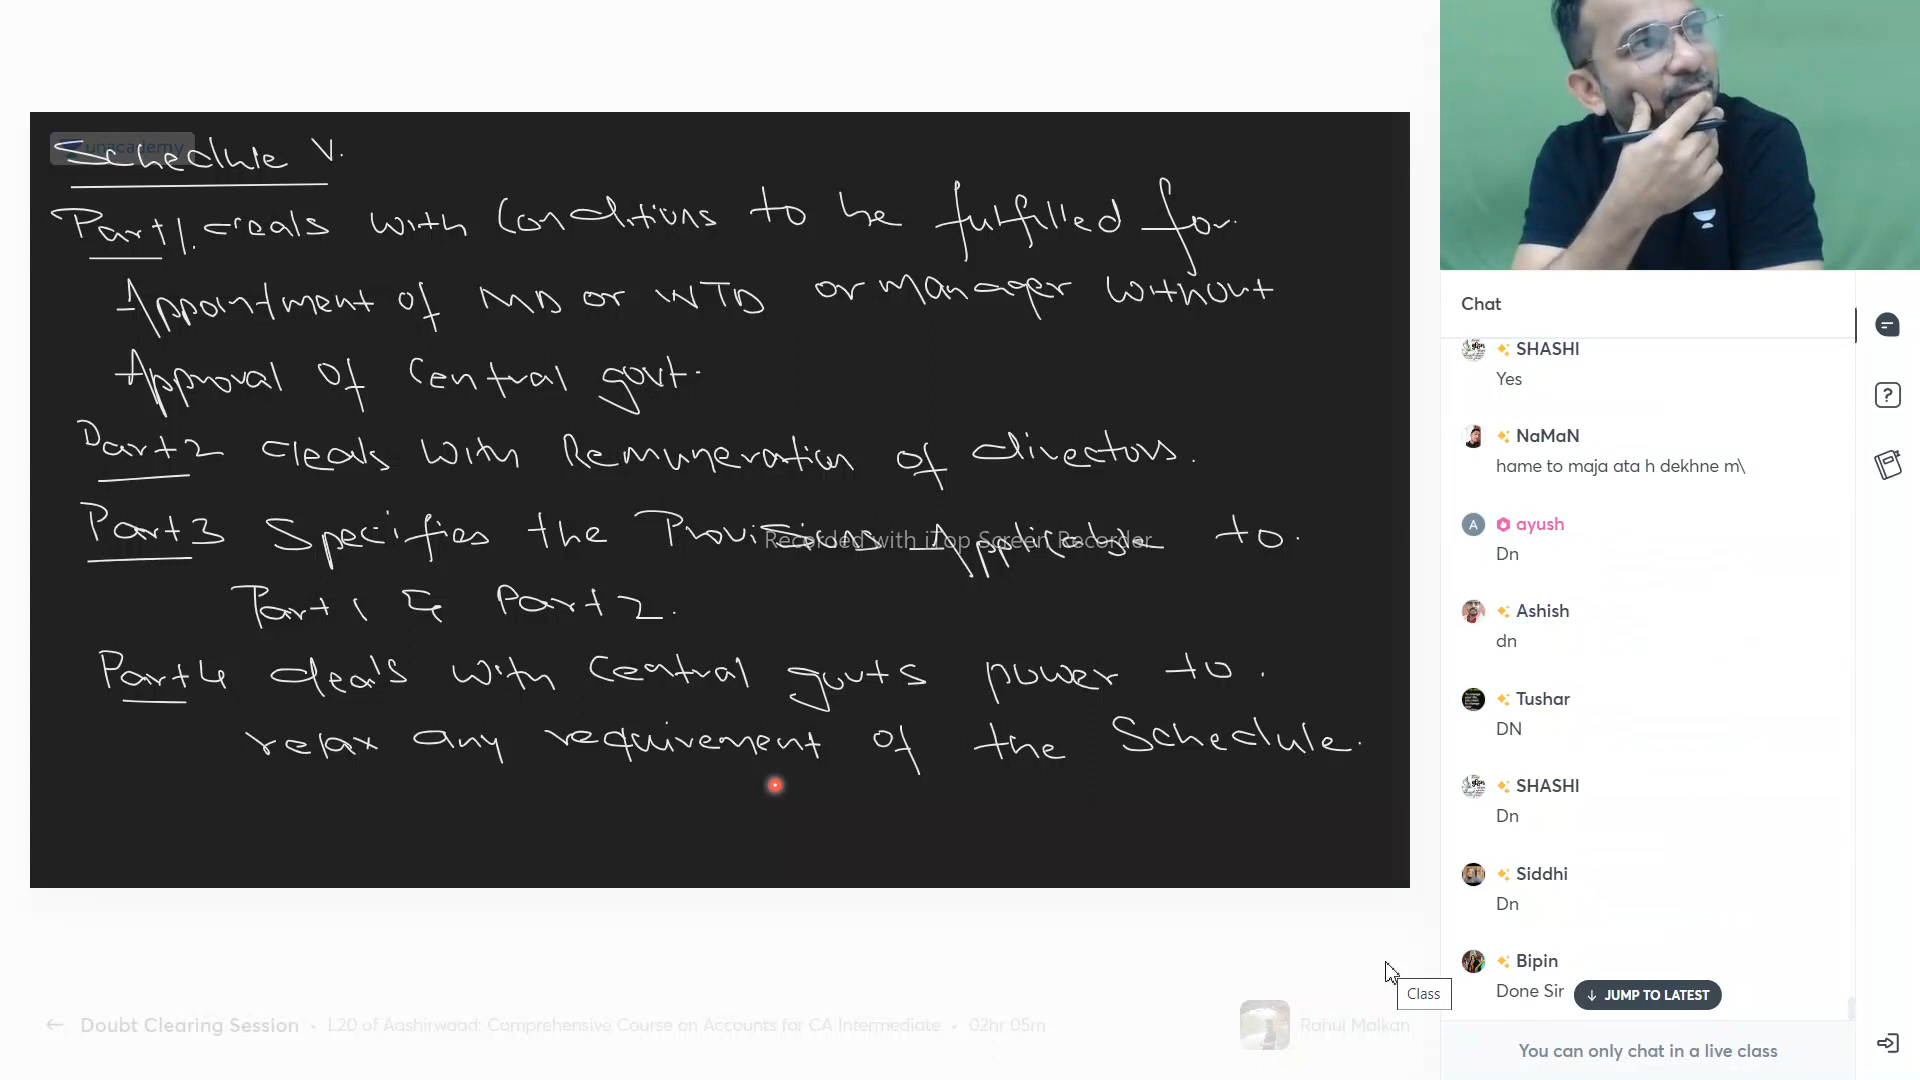 unacademy
Schedule V.
Part 1. deals with Conditions to be fulfilled for
Appointment of MD or WTD or manager without
Approval of Central govt.
Part 2 deals with Remuneration of directors.
Part 3 Specifies the Provisions Applicable to.
Part 1 & Part 2.
Part 4 deals with Central govts power to.
relax any requirement of the Schedule.
Recorded with iTop Screen Recorder
Chat
SHASHI
Yes
NaMaN
hame to maja ata h dekhne m\
A ayush
Dn
Ashish
dn
Tushar
DN
SHASHI
Dn
Siddhi
Dn
Bipin
Done Sir
↓ JUMP TO LATEST
Class
You can only chat in a live class
← Doubt Clearing Session • L20 of Aashirwaad: Comprehensive Course on Accounts for CA Intermediate • 02hr 05m
Rahul Malkan